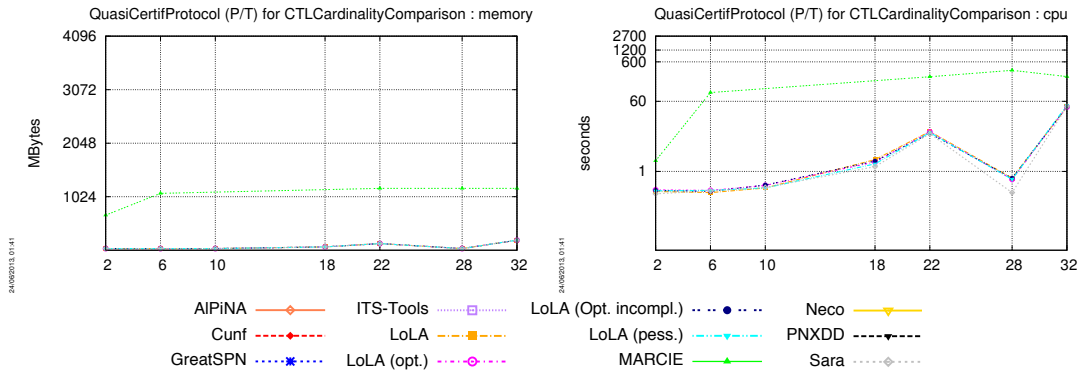 QuasiCertifProtocol (P/T) for CTLCardinalityComparison : memory
4096
3072
2048
1024
MBytes
2 6 10 18 22 28 32
24/06/2013, 01:41
QuasiCertifProtocol (P/T) for CTLCardinalityComparison : cpu
2700
1200
600
60
1
seconds
2 6 10 18 22 28 32
24/06/2013, 01:41
AlPiNA
Cunf
GreatSPN
ITS-Tools
LoLA
LoLA (opt.)
LoLA (Opt. incompl.)
LoLA (pess.)
MARCIE
Neco
PNXDD
Sara